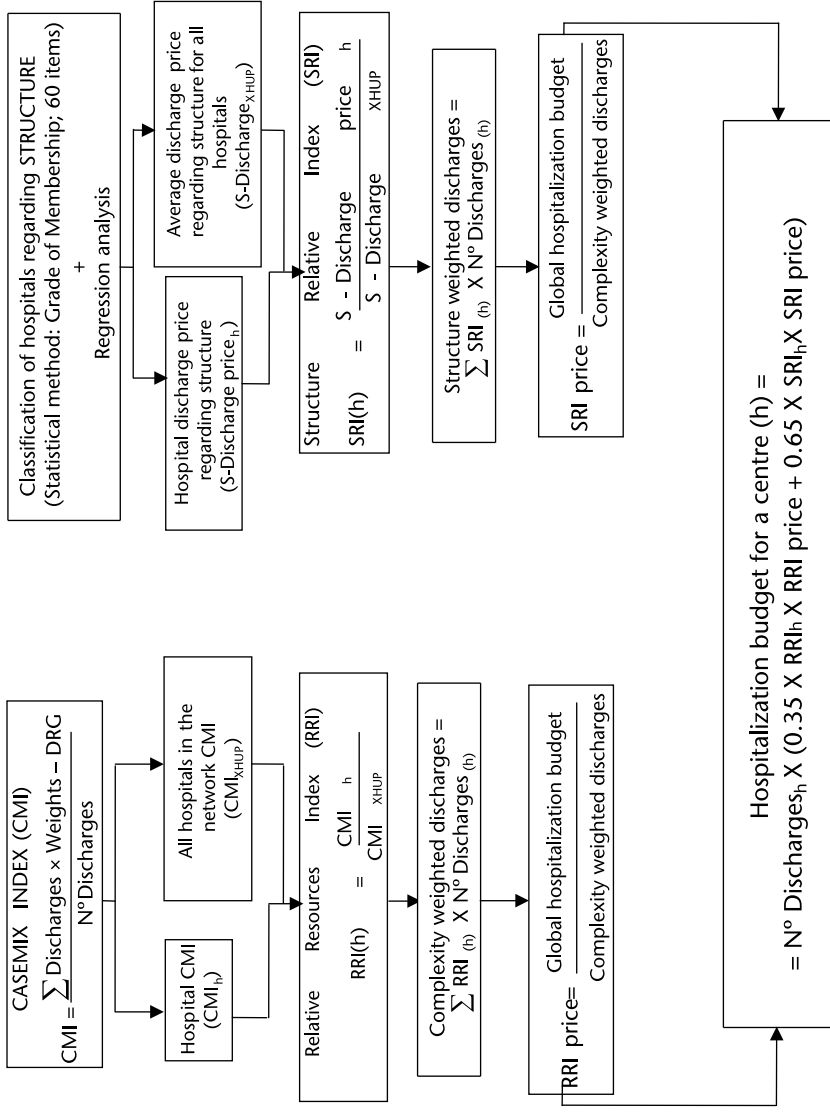 CASEMIX INDEX (CMI)
CMI = ∑ Discharges × Weights – DRG
Nº Discharges
Hospital CMI
(CMIh)
All hospitals in the
network CMI
(CMIXHUP)
Relative Resources Index (RRI)
RRI(h) = CMI h
CMI XHUP
Complexity weighted discharges =
∑ RRI (h) X Nº Discharges (h)
RRI price= Global hospitalization budget
Complexity weighted discharges
Classification of hospitals regarding STRUCTURE
(Statistical method: Grade of Membership; 60 items)
+
Regression analysis
Hospital discharge price
regarding structure
(S-Discharge priceh)
Average discharge price
regarding structure for all
hospitals
(S-DischargeXHUP)
Structure Relative Index (SRI)
SRI(h) = S - Discharge price h
S - Discharge XHUP
Structure weighted discharges =
∑ SRI (h) X Nº Discharges (h)
SRI price = Global hospitalization budget
Complexity weighted discharges
Hospitalization budget for a centre (h) =
= Nº Dischargesh X (0.35 X RRIh X RRI price + 0.65 X SRIh X SRI price)